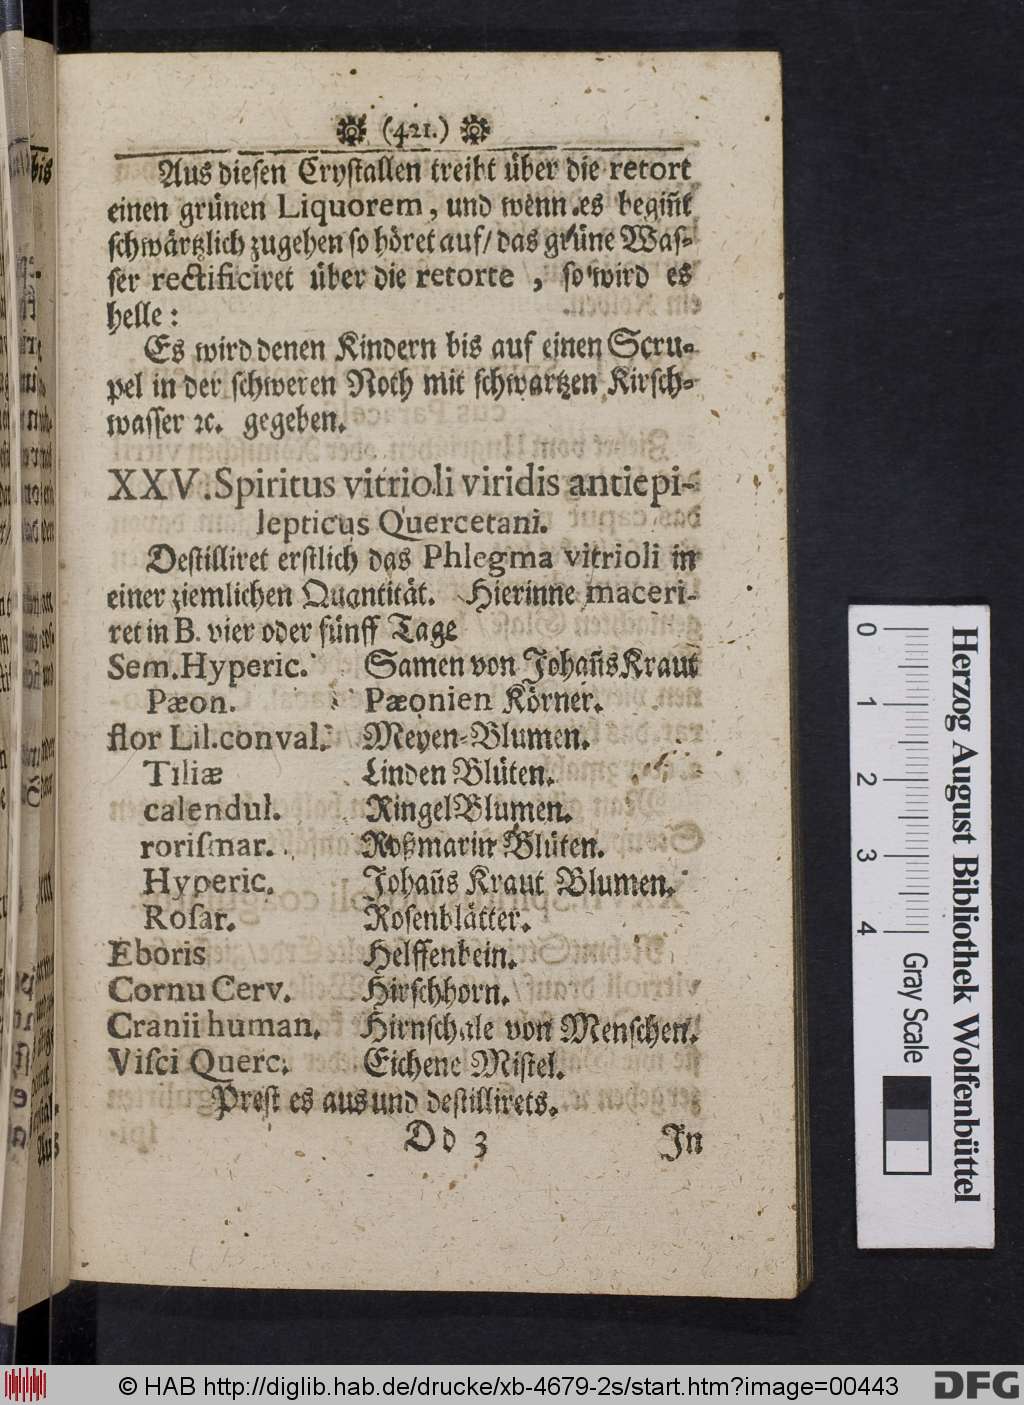 (421.)
Aus diesen Crystallen treibt über die retort
einen grünen Liquorem, und wenn es begiñt
schwärtzlich zugehen so höret auf/ das grüne Was-
ser rectificiret über die retorte, so wird es
helle:
Es wird denen Kindern bis auf einen Scru-
pel in der schweren Noth mit schwartzen Kirsch-
wasser ꝛc. gegeben.
XXV. Spiritus vitrioli viridis antiepi-
lepticus Quercetani.
Destilliret erstlich das Phlegma vitrioli in
einer ziemlichen Quantität. Hierinne maceri-
ret in B. vier oder fünff Tage
Sem. Hyperic. Samen von Johañs Kraut
Pæon. Pæonien Körner.
flor Lil. conval. Meyen-Blumen.
Tiliæ Linden Blüten.
calendul. Ringel Blumen.
rorismar. Roßmarin Blüten.
Hyperic. Johañs Kraut Blumen.
Rosar. Rosenblätter.
Eboris Helffenbein.
Cornu Cerv. Hirschhorn.
Cranii human. Hirnschale von Menschen.
Visci Querc. Eichene Mistel.
Prest es aus und destillirets.
Dd 3 In
0 1 2 3 4
Gray Scale
Herzog August Bibliothek Wolfenbüttel
© HAB http://diglib.hab.de/drucke/xb-4679-2s/start.htm?image=00443
DFG